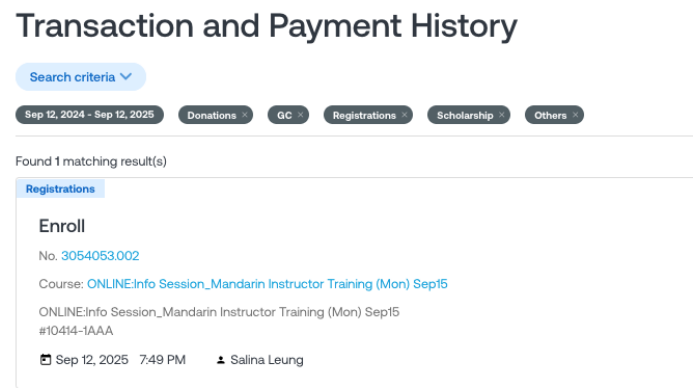 Transaction and Payment History
Search criteria
Sep 12, 2024 - Sep 12, 2025 Donations × GC × Registrations × Scholarship × Others ×
Found 1 matching result(s)
Registrations
Enroll
No. 3054053.002
Course: ONLINE:Info Session_Mandarin Instructor Training (Mon) Sep15
ONLINE:Info Session_Mandarin Instructor Training (Mon) Sep15
#10414-1AAA
Sep 12, 2025 7:49 PM Salina Leung